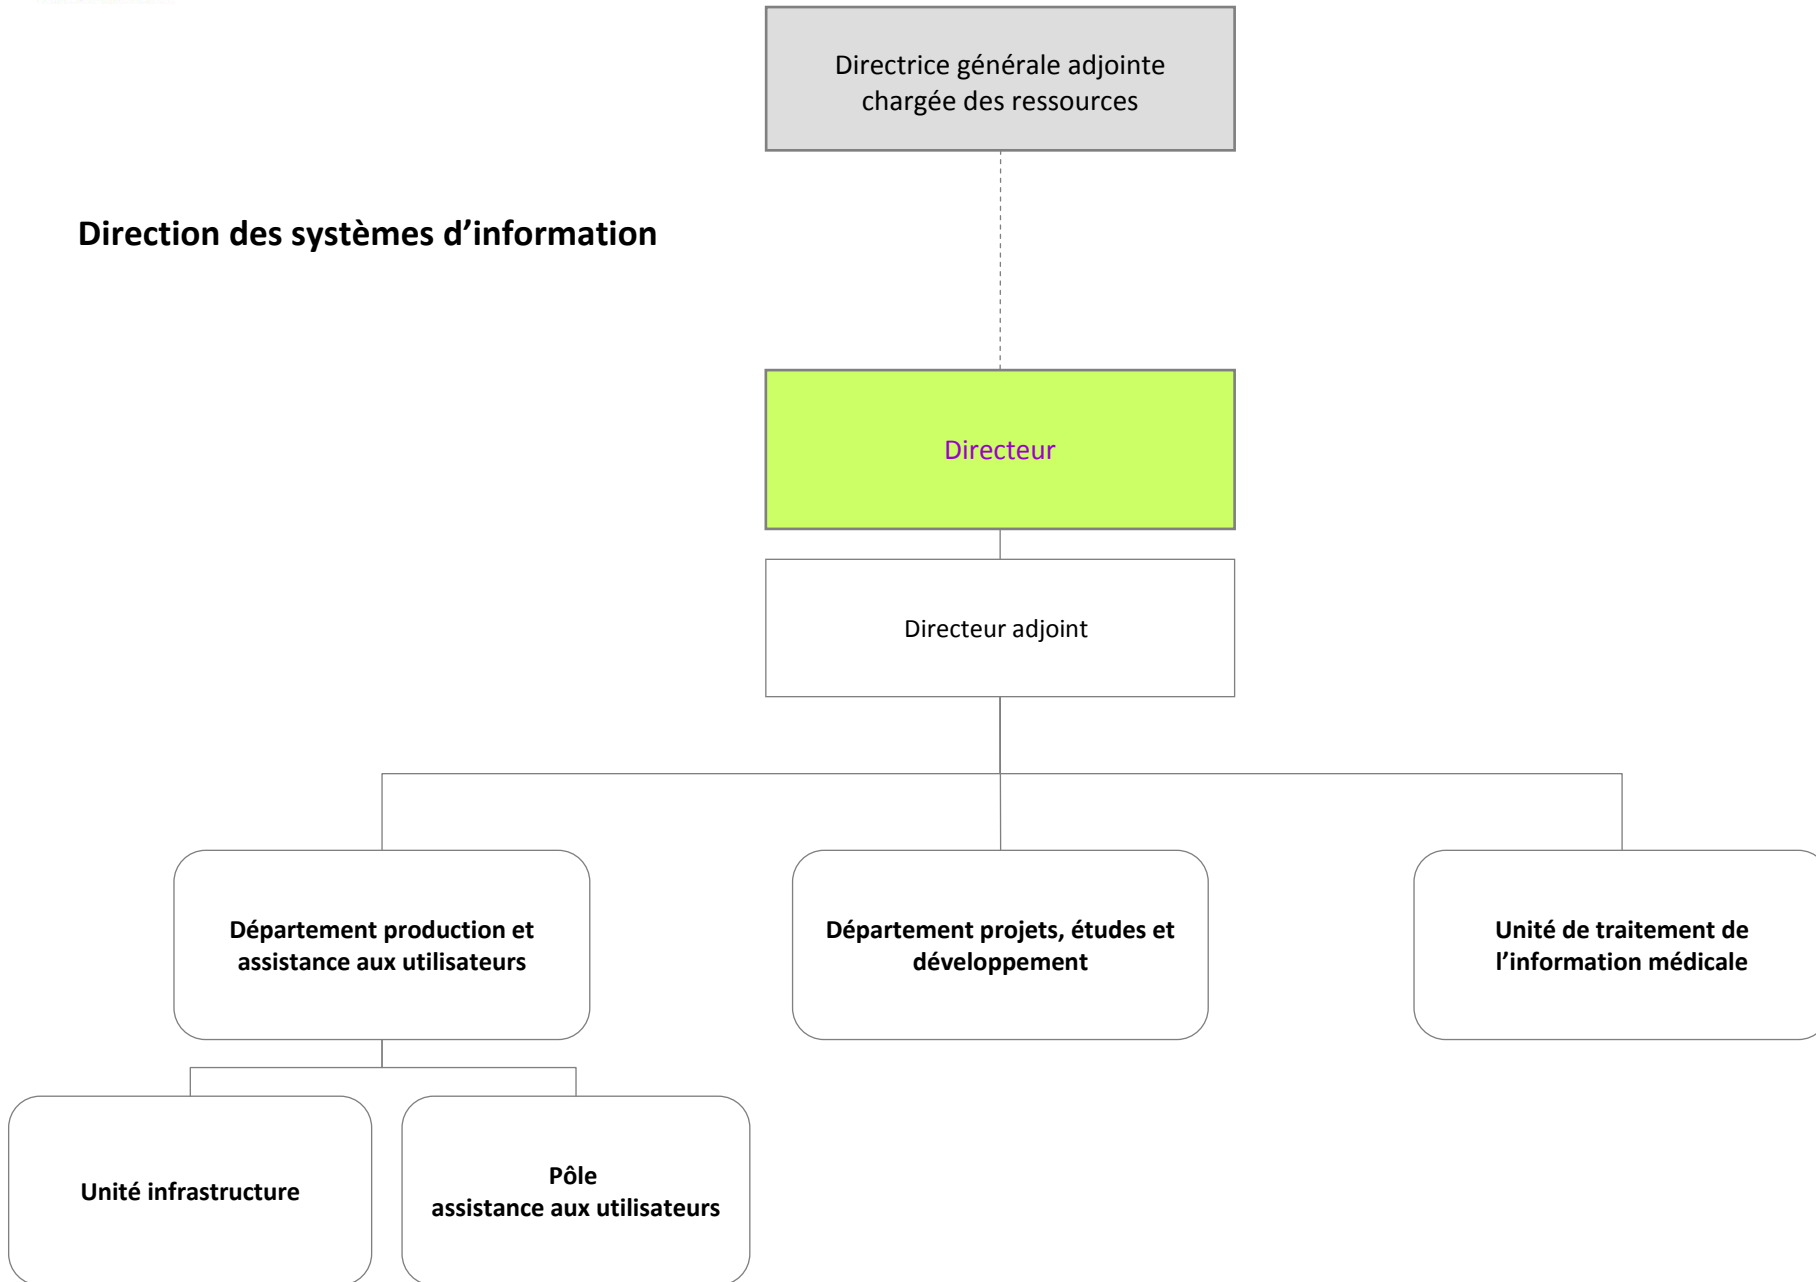 Directrice générale adjointe
chargée des ressources
Direction des systèmes d’information
Directeur
Directeur adjoint
Département production et
assistance aux utilisateurs
Département projets, études et
développement
Unité de traitement de
l’information médicale
Unité infrastructure
Pôle
assistance aux utilisateurs